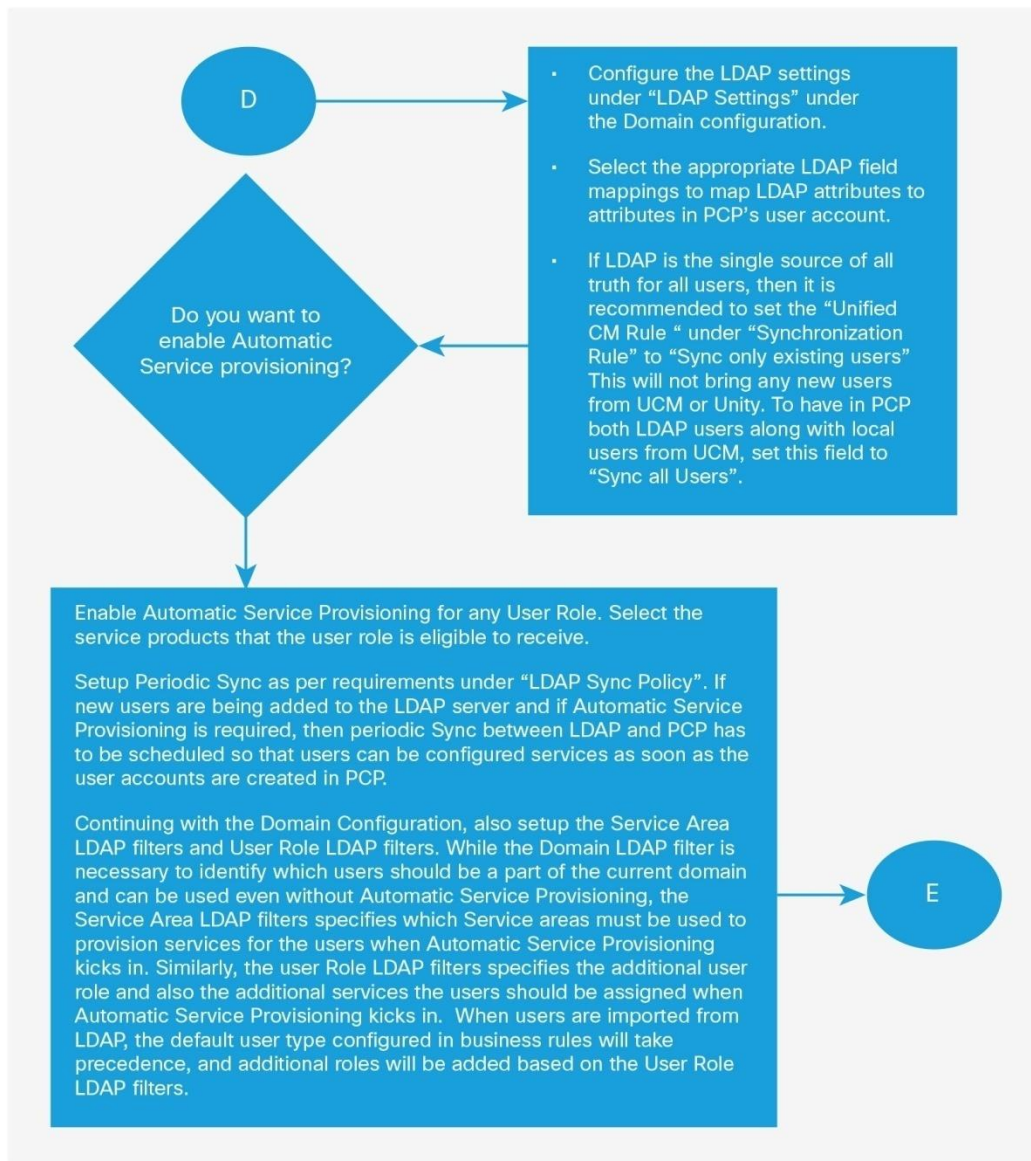 D
▪ Configure the LDAP settings
under “LDAP Settings” under
the Domain configuration.
▪ Select the appropriate LDAP field
mappings to map LDAP attributes to
attributes in PCP’s user account.
▪ If LDAP is the single source of all
truth for all users, then it is
recommended to set the “Unified
CM Rule “ under “Synchronization
Rule” to “Sync only existing users”
This will not bring any new users
from UCM or Unity. To have in PCP
both LDAP users along with local
users from UCM, set this field to
“Sync all Users”.
Do you want to
enable Automatic
Service provisioning?
Enable Automatic Service Provisioning for any User Role. Select the
service products that the user role is eligible to receive.
Setup Periodic Sync as per requirements under “LDAP Sync Policy”. If
new users are being added to the LDAP server and if Automatic Service
Provisioning is required, then periodic Sync between LDAP and PCP has
to be scheduled so that users can be configured services as soon as the
user accounts are created in PCP.
Continuing with the Domain Configuration, also setup the Service Area
LDAP filters and User Role LDAP filters. While the Domain LDAP filter is
necessary to identify which users should be a part of the current domain
and can be used even without Automatic Service Provisioning, the
Service Area LDAP filters specifies which Service areas must be used to
provision services for the users when Automatic Service Provisioning
kicks in. Similarly, the user Role LDAP filters specifies the additional user
role and also the additional services the users should be assigned when
Automatic Service Provisioning kicks in.  When users are imported from
LDAP, the default user type configured in business rules will take
precedence, and additional roles will be added based on the User Role
LDAP filters.
E